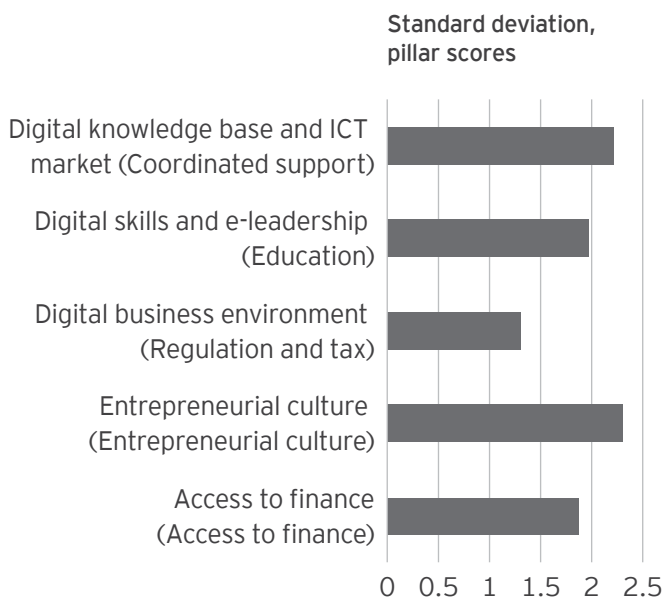 Standard deviation,
pillar scores
Digital knowledge base and ICT
market (Coordinated support)
Digital skills and e-leadership
(Education)
Digital business environment
(Regulation and tax)
Entrepreneurial culture
(Entrepreneurial culture)
Access to finance
(Access to finance)
0 0.5 1 1.5 2 2.5